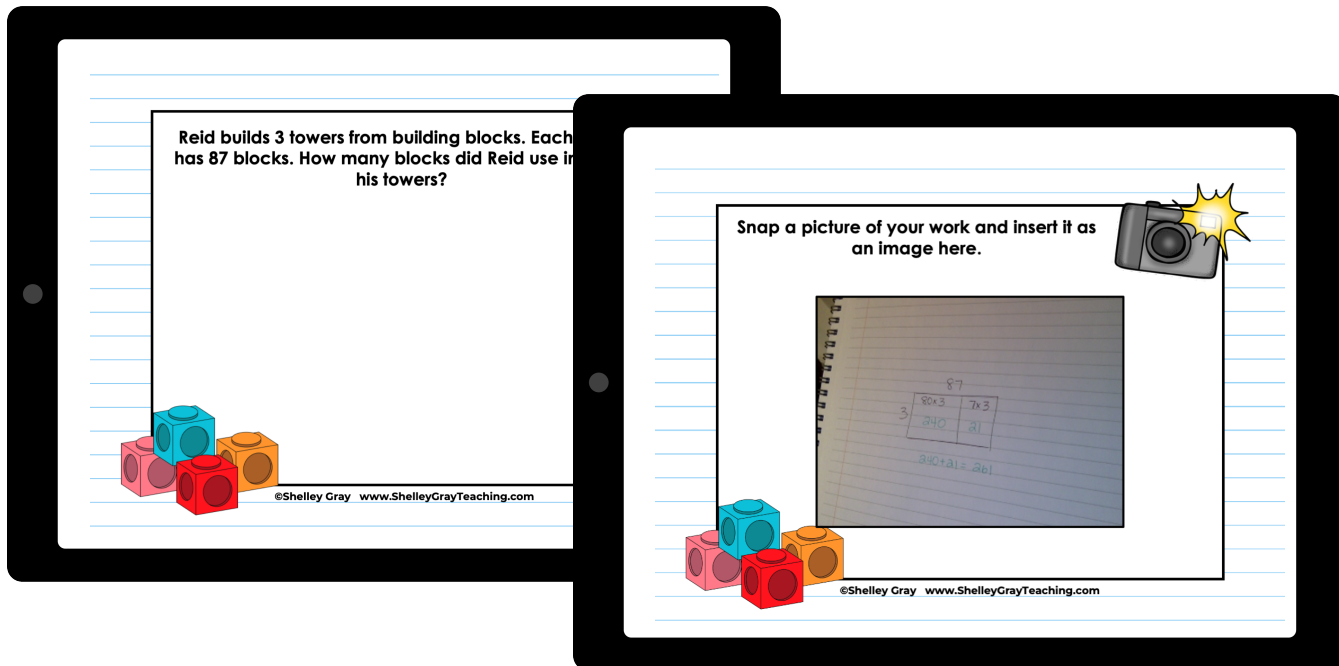 Reid builds 3 towers from building blocks. Each
has 87 blocks. How many blocks did Reid use
his towers?
©Shelley Gray www.ShelleyGrayTeaching.com
Snap a picture of your work and insert it as
an image here.
87
80x3 7x3
3
240 21
240+21= 261
©Shelley Gray www.ShelleyGrayTeaching.com